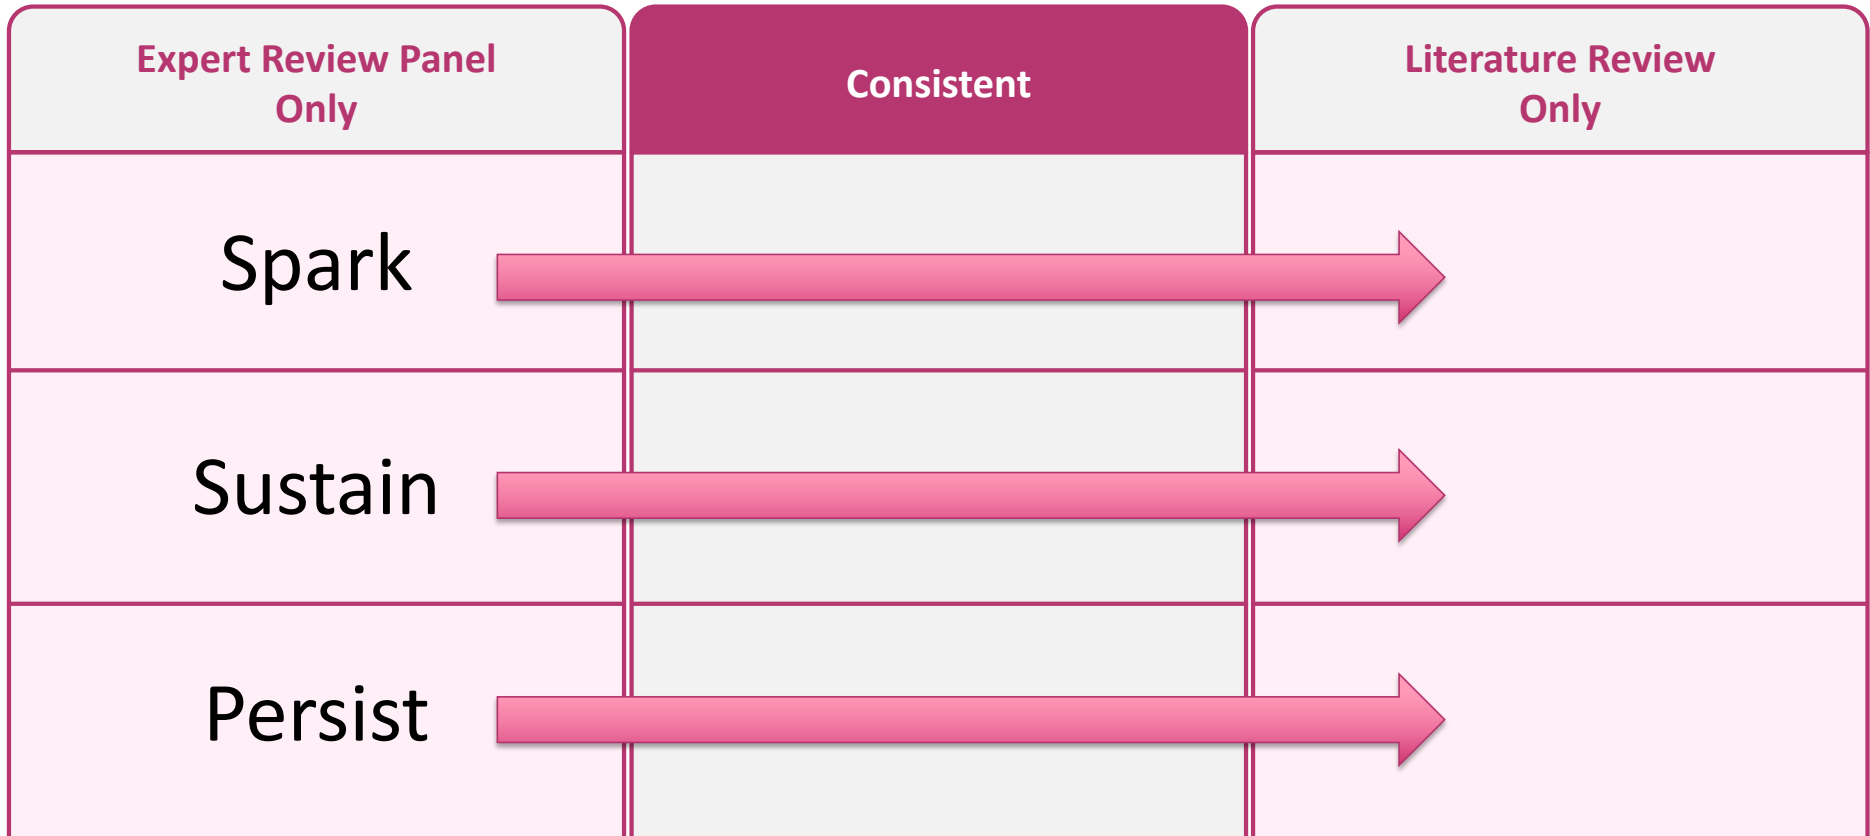 Expert Review Panel
Only
Consistent
Literature Review
Only
Spark
Sustain
Persist